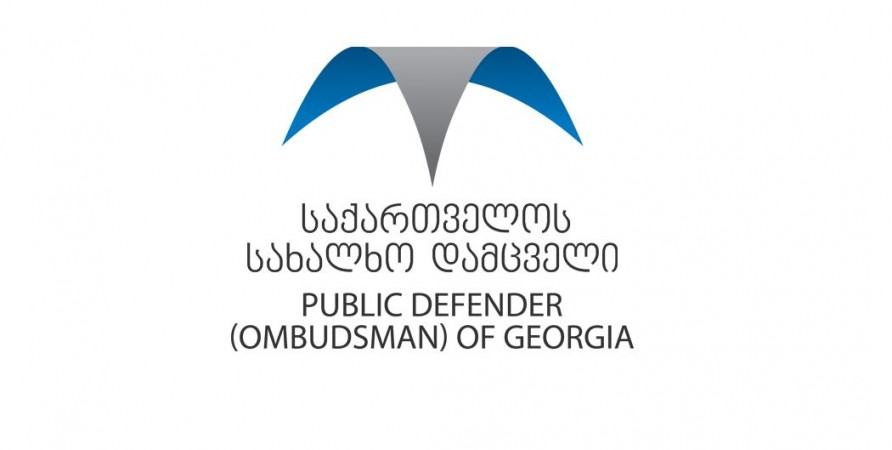 საქართველოს
სახალხო დამცველი
PUBLIC DEFENDER
(OMBUDSMAN) OF GEORGIA